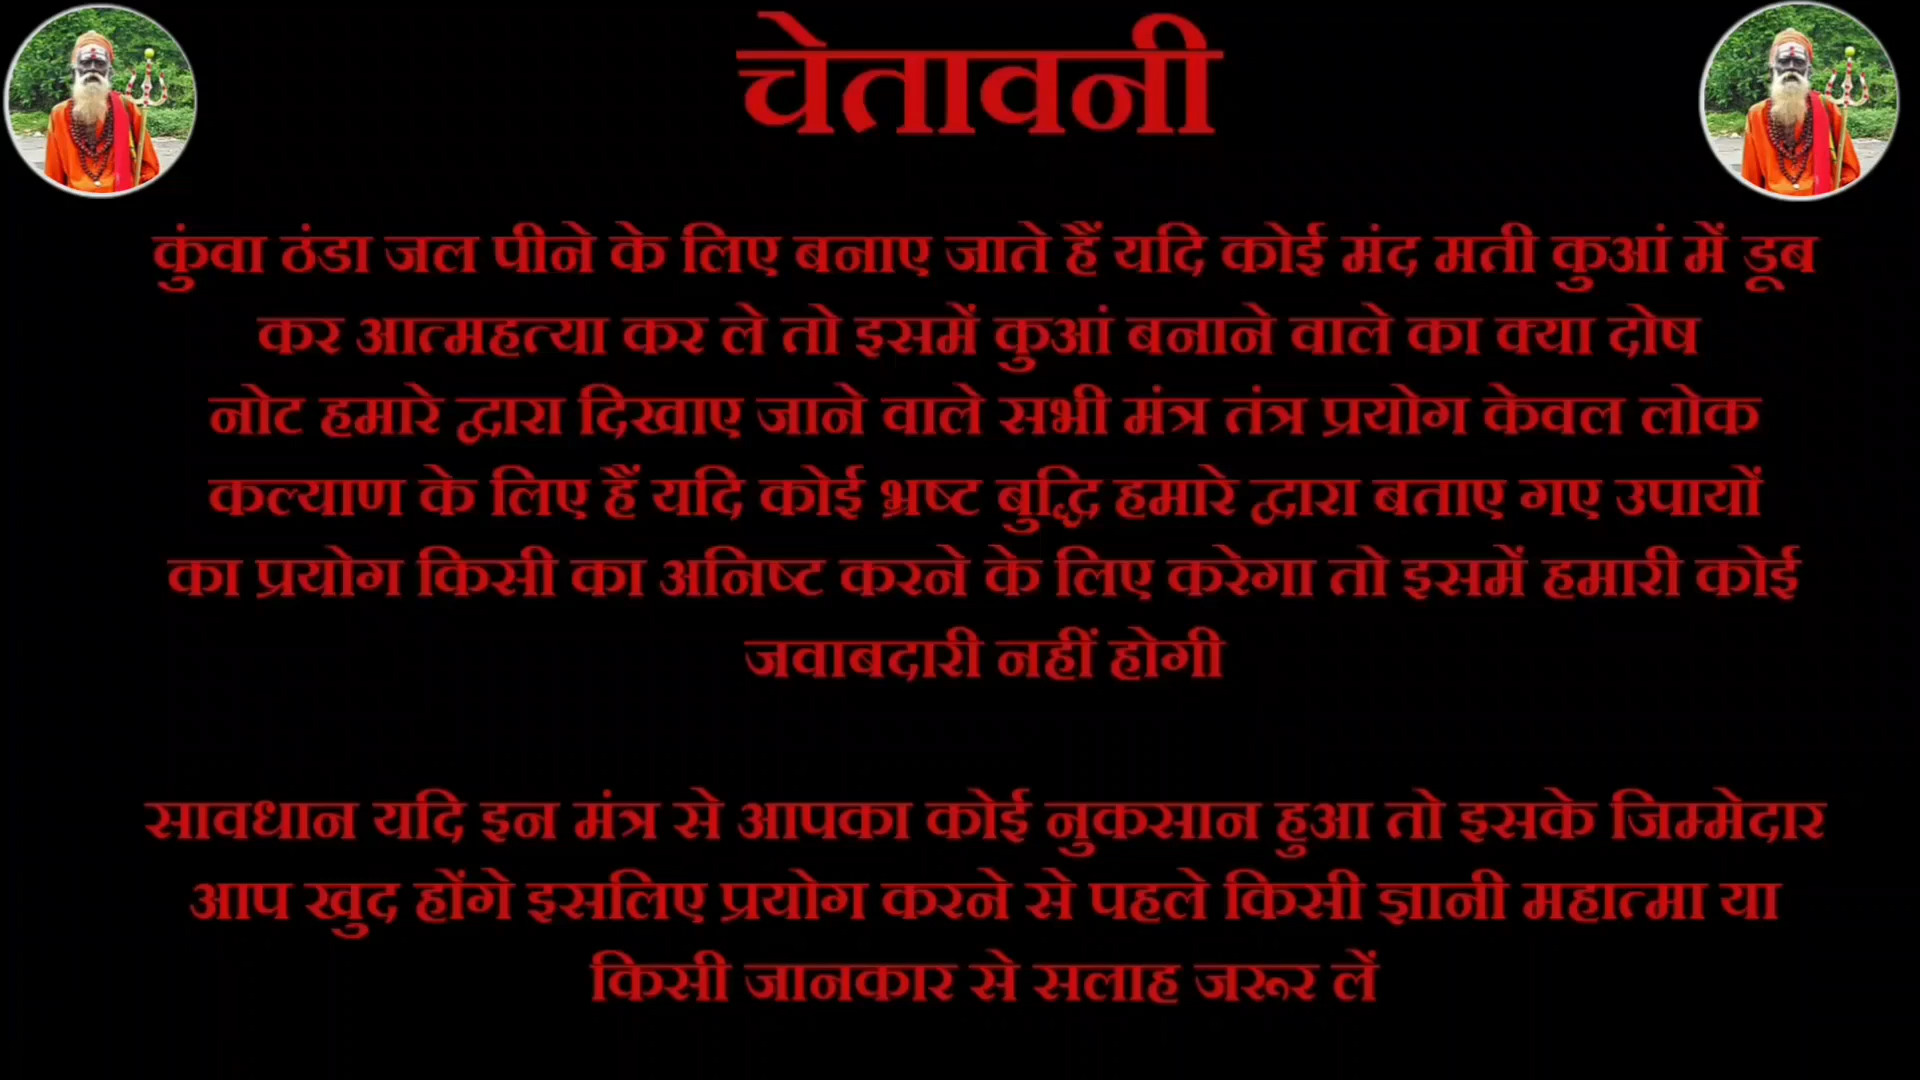 चेतावनी
कुंवा ठंडा जल पीने के लिए बनाए जाते हैं यदि कोई मंद मती कुआं में डूब
कर आत्महत्या कर ले तो इसमें कुआं बनाने वाले का क्या दोष
नोट हमारे द्वारा दिखाए जाने वाले सभी मंत्र तंत्र प्रयोग केवल लोक
कल्याण के लिए हैं यदि कोई भ्रष्ट बुद्धि हमारे द्वारा बताए गए उपायों
का प्रयोग किसी का अनिष्ट करने के लिए करेगा तो इसमें हमारी कोई
जवाबदारी नहीं होगी
सावधान यदि इन मंत्र से आपका कोई नुकसान हुआ तो इसके जिम्मेदार
आप खुद होंगे इसलिए प्रयोग करने से पहले किसी ज्ञानी महात्मा या
किसी जानकार से सलाह जरूर लें